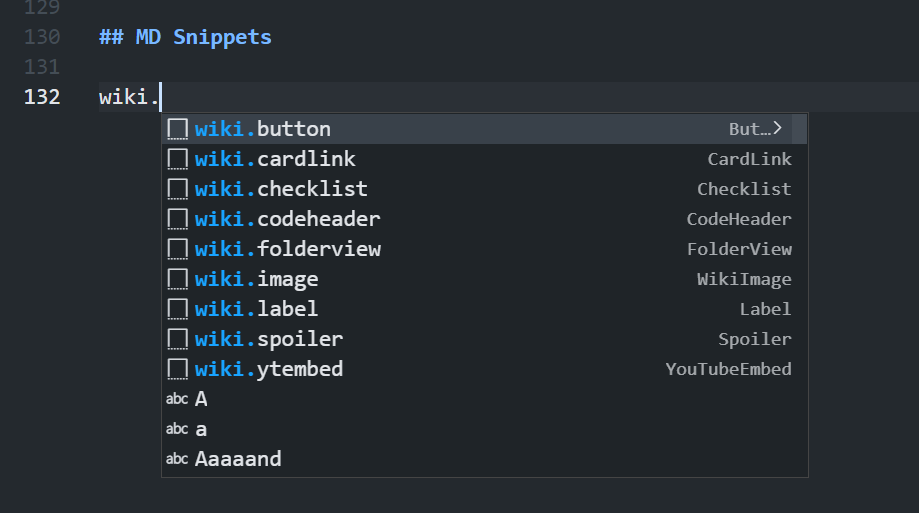 129
130 ## MD Snippets
131
132 wiki.
wiki.button But...>
wiki.cardlink CardLink
wiki.checklist Checklist
wiki.codeheader CodeHeader
wiki.folderview FolderView
wiki.image WikiImage
wiki.label Label
wiki.spoiler Spoiler
wiki.ytembed YouTubeEmbed
abc A
abc a
abc Aaaaand